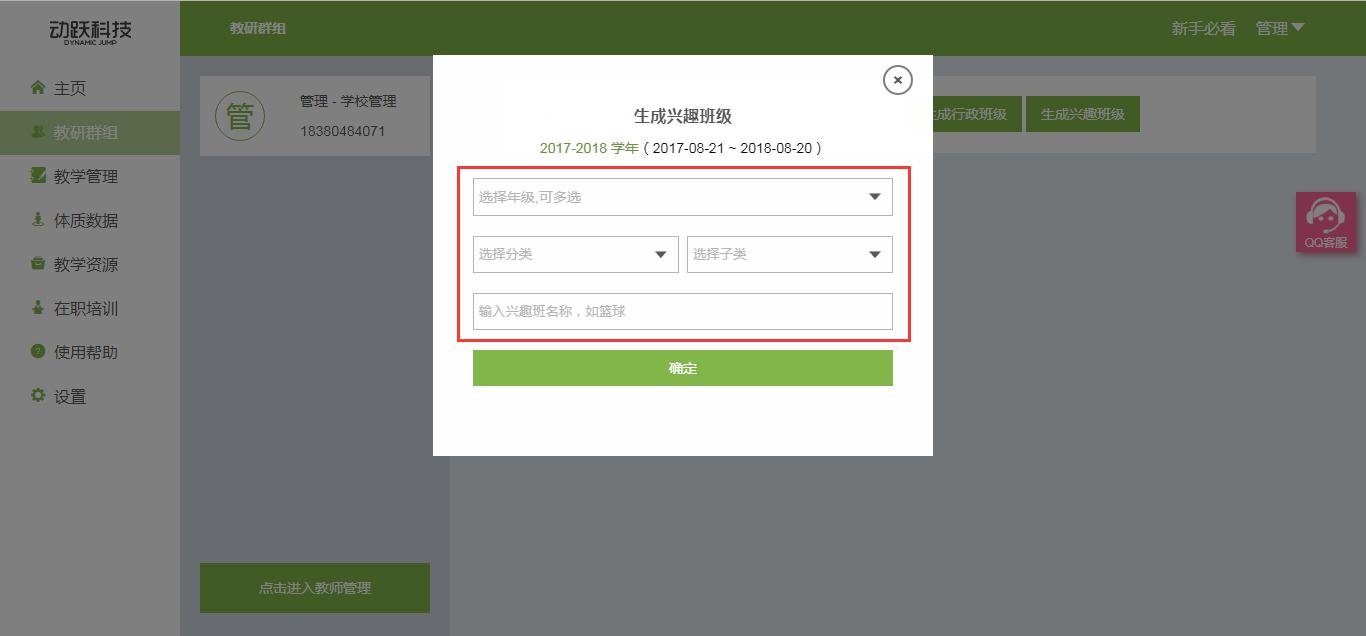 动跃科技
DYNAMIC JUMP
教研群组
新手必看 管理
主页
教研群组
教学管理
体质数据
教学资源
在职培训
使用帮助
设置
管
管理 - 学校管理
18380484071
点击进入教师管理
成行政班级
生成兴趣班级
生成兴趣班级
2017-2018 学年 ( 2017-08-21 ~ 2018-08-20 )
选择年级,可多选
选择分类
选择子类
输入兴趣班名称，如篮球
确定
QQ客服